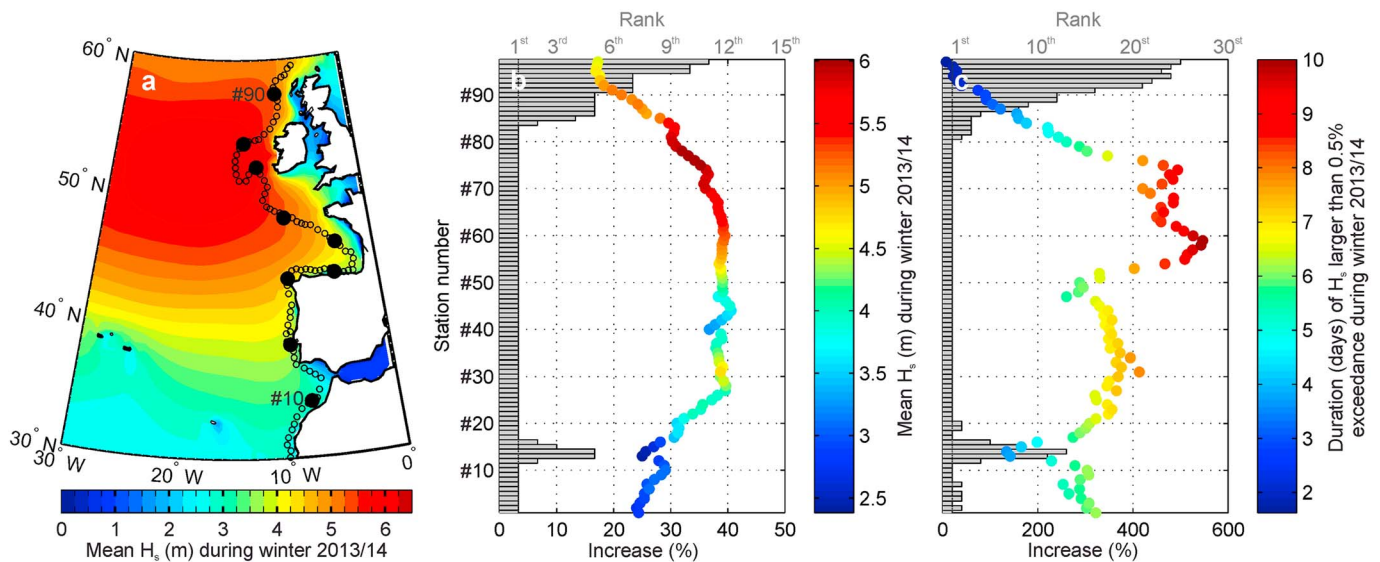 a
60° N
50° N
40° N
30° N
#90
#10
30 W
20 W
10 W
0
0 1 2 3 4 5 6
Mean Hs (m) during winter 2013/14
Rank
1st 3rd 6th 9th 12th 15th
b
Station number
#90
#80
#70
#60
#50
#40
#30
#20
#10
0 10 20 30 40 50
Increase (%)
6
5.5
5
4.5
4
3.5
3
2.5
Mean Hs (m) during winter 2013/14
Rank
1st 10th 20st 30st
c
0 200 400 600
Increase (%)
10
9
8
7
6
5
4
3
2
Duration (days) of Hs larger than 0.5%
exceedance during winter 2013/14